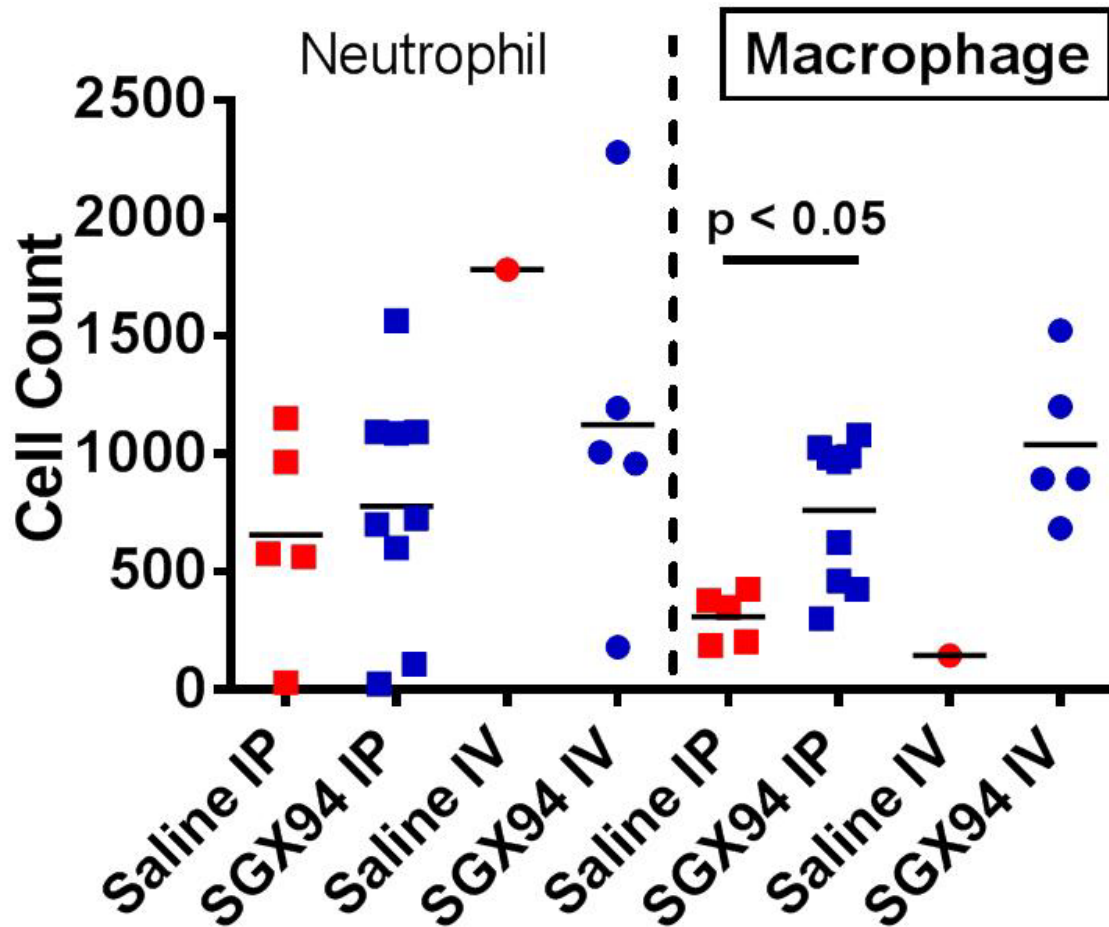 Neutrophil
Macrophage
2500
2000
1500
1000
500
0
Cell Count
p < 0.05
Saline IP
SGX94 IP
Saline IV
SGX94 IV
Saline IP
SGX94 IP
Saline IV
SGX94 IV